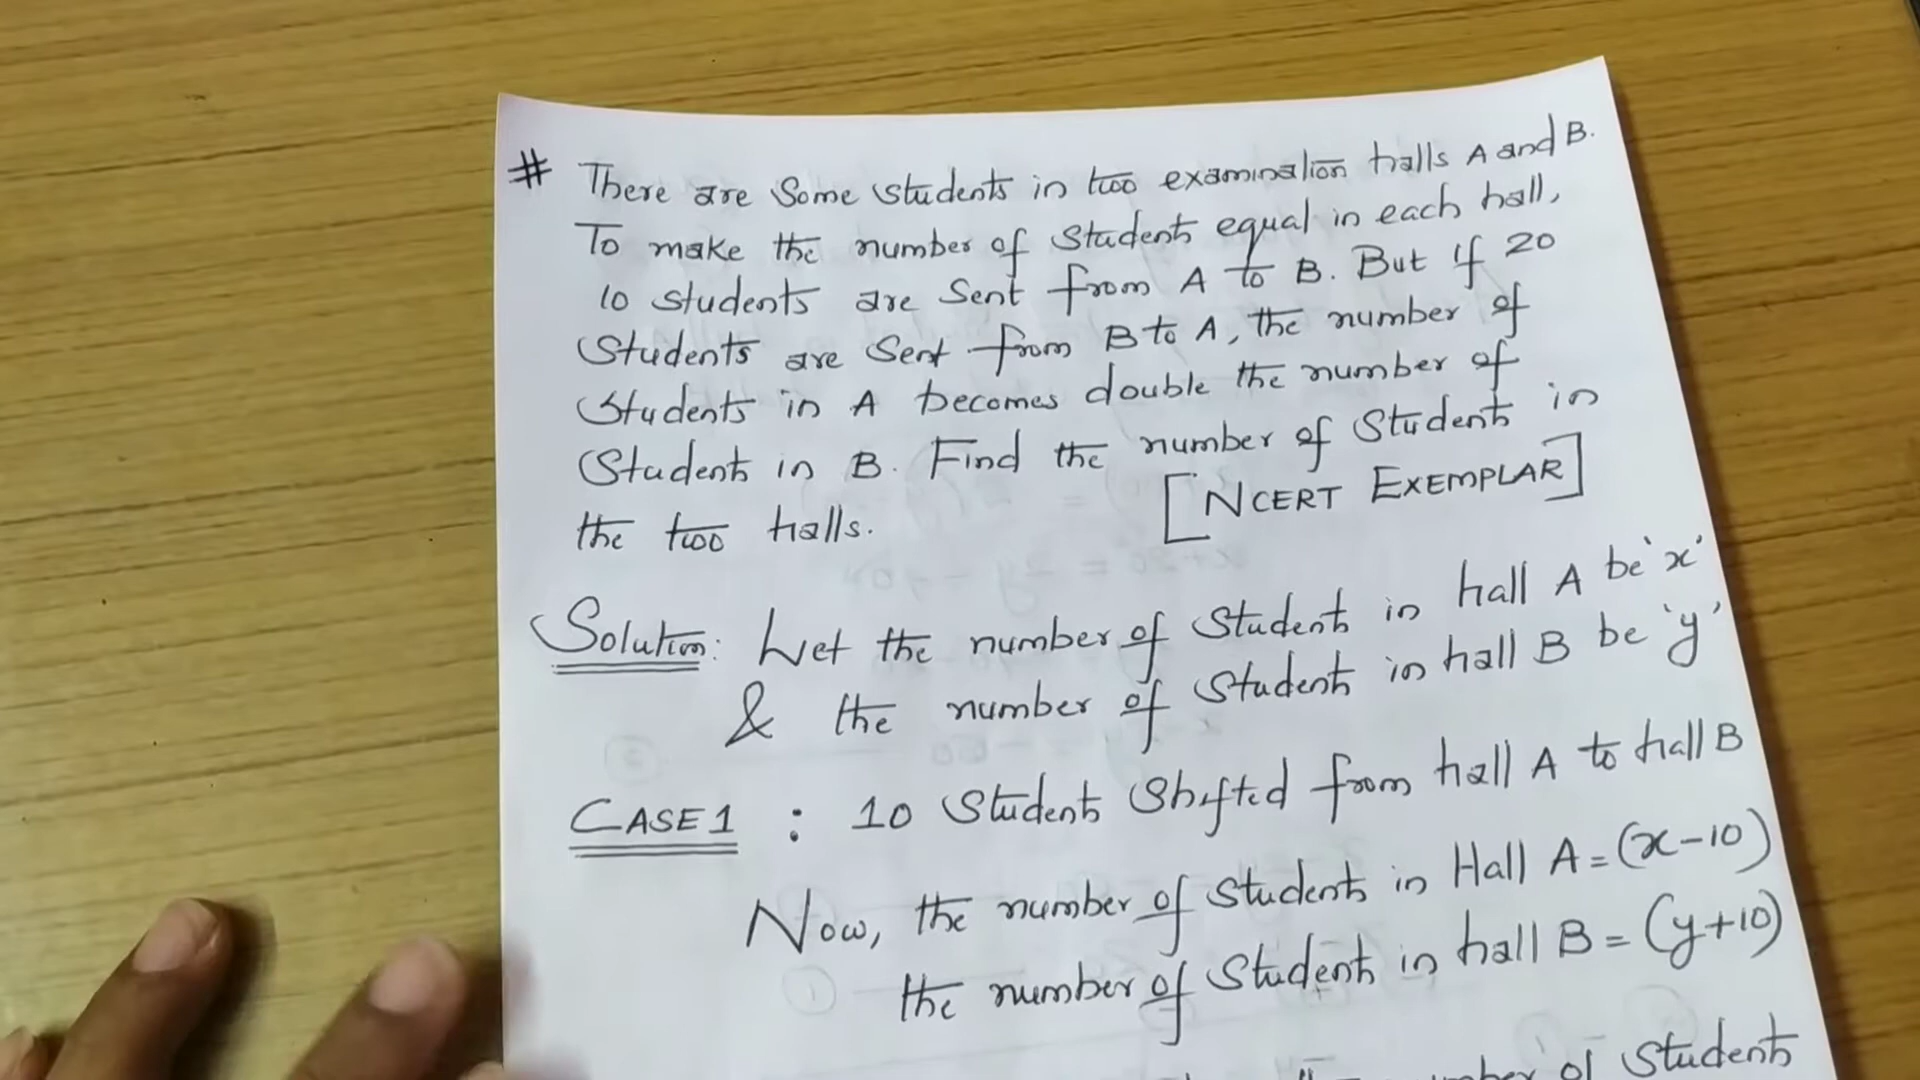 # There are Some students in two examination halls A and B.
To make the number of Students equal in each hall,
10 students are Sent from A to B. But if 20
Students are Sent from B to A, the number of
Students in A becomes double the number of
Students in B. Find the number of Students in
the two halls. [NCERT EXEMPLAR]
Solution: Let the number of Students in hall A be 'x'
& the number of Students in hall B be 'y'
CASE 1 : 10 Students Shifted from hall A to hall B
Now, the number of Students in Hall A = (x-10)
the number of Students in hall B = (y+10)
of Students